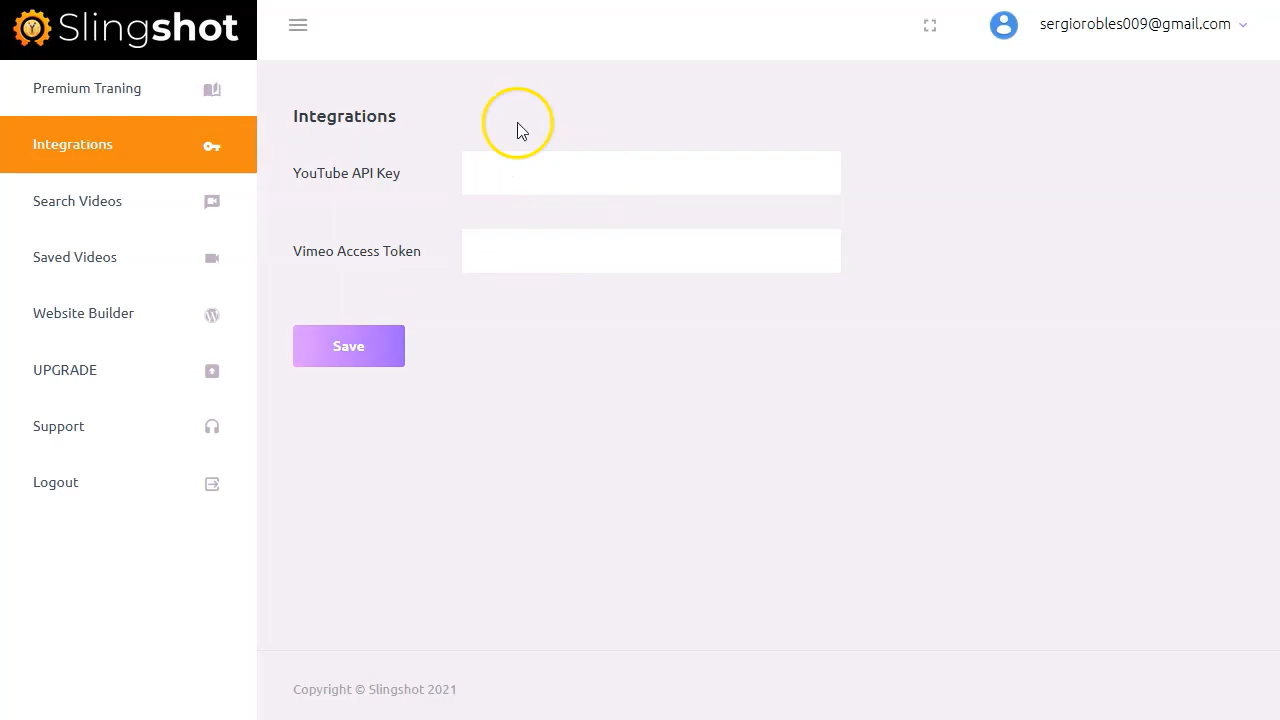 Slingshot
sergiorobles009@gmail.com
Premium Traning
Integrations
Search Videos
Saved Videos
Website Builder
UPGRADE
Support
Logout
Integrations
YouTube API Key
Vimeo Access Token
Save
Copyright © Slingshot 2021